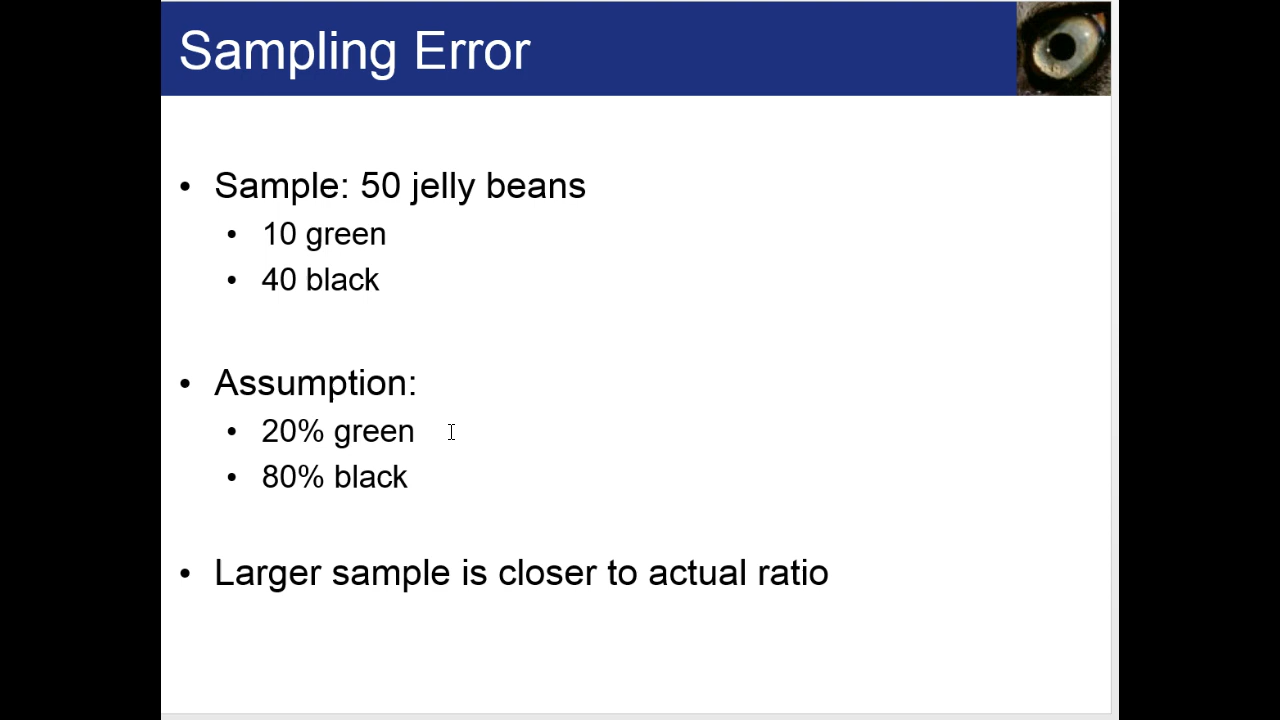 Sampling Error
• Sample: 50 jelly beans
• 10 green
• 40 black
• Assumption:
• 20% green
• 80% black
• Larger sample is closer to actual ratio